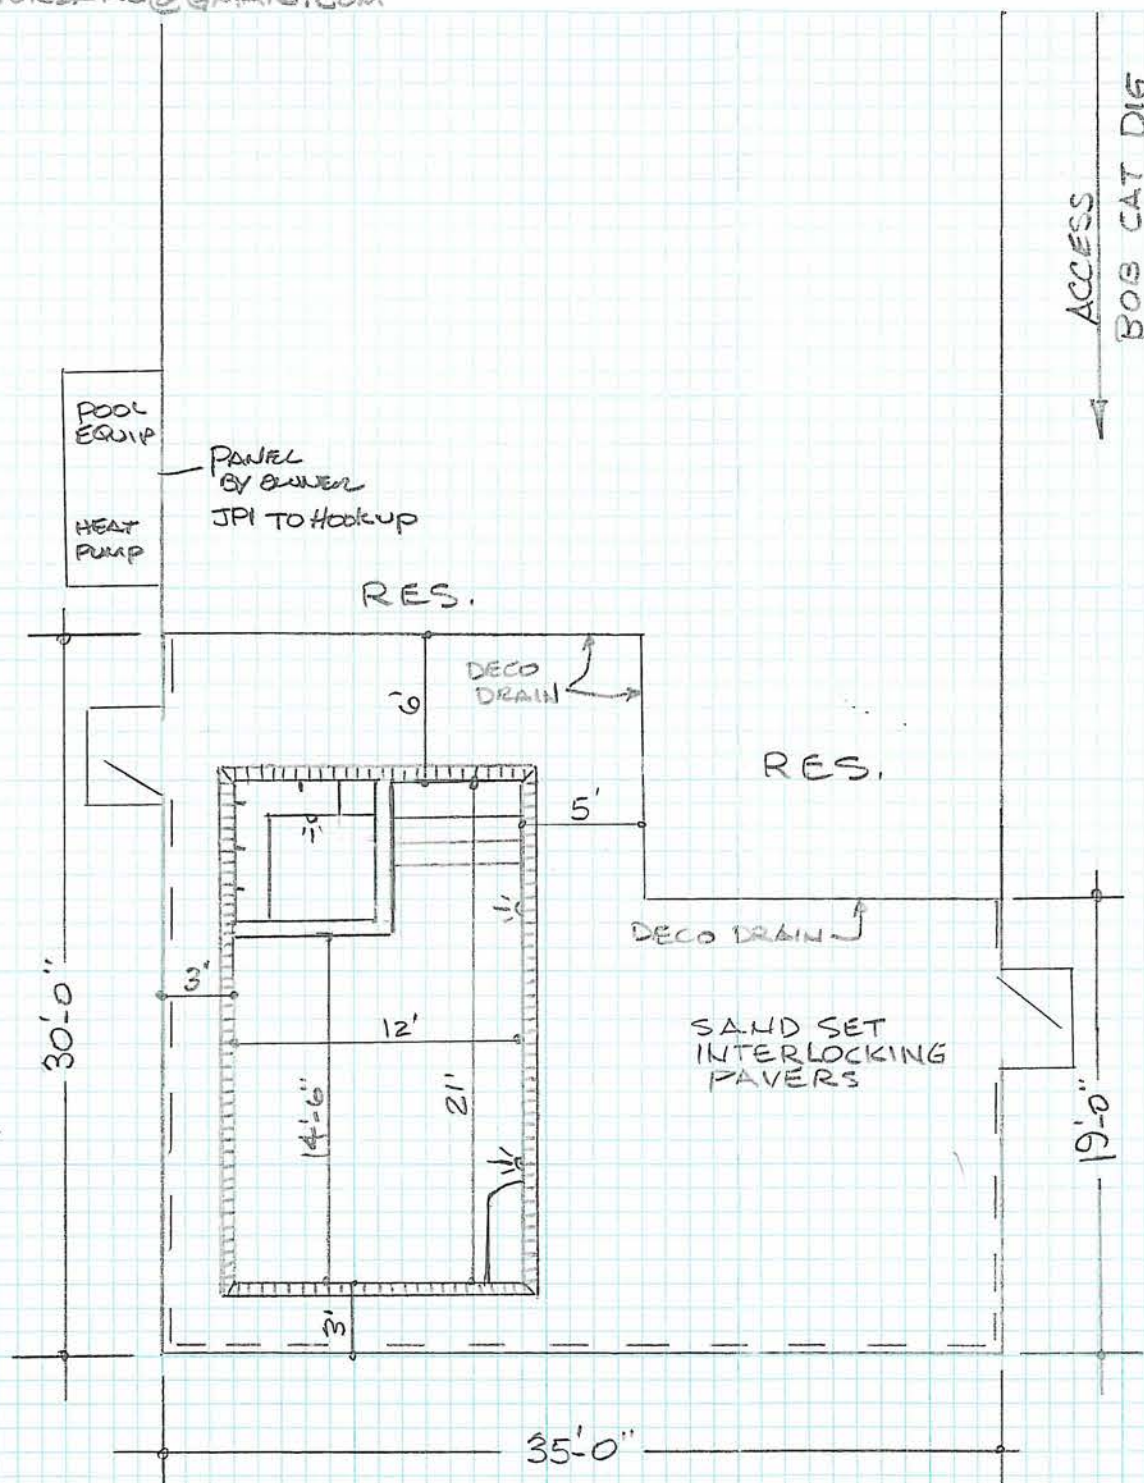 ACCESS
BOB CAT DIG
POOL
EQUIP
HEAT
PUMP
PANEL
BY OWNER
JPI TO HOOKUP
RES.
DECO
DRAIN
6'
RES.
5'
DECO DRAIN
3'
30'-0"
12'
SAND SET
INTERLOCKING
PAVERS
14'-6"
21'
19'-0"
3'
35'-0"